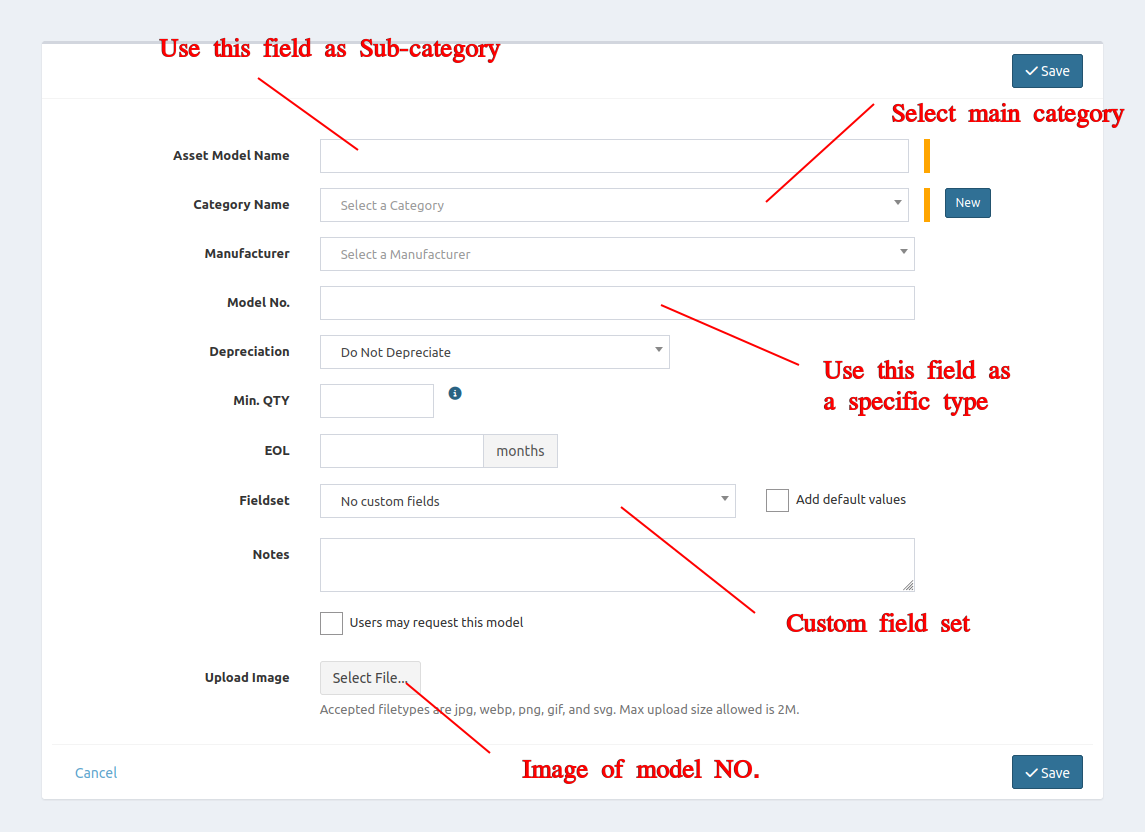 Use this field as Sub-category
Save
Select main category
Asset Model Name
Category Name
Select a Category
New
Manufacturer
Select a Manufacturer
Model No.
Depreciation
Do Not Depreciate
Use this field as
a specific type
Min. QTY
EOL
months
Fieldset
No custom fields
Add default values
Notes
Users may request this model
Custom field set
Upload Image
Select File...
Accepted filetypes are jpg, webp, png, gif, and svg. Max upload size allowed is 2M.
Image of model NO.
Cancel
Save